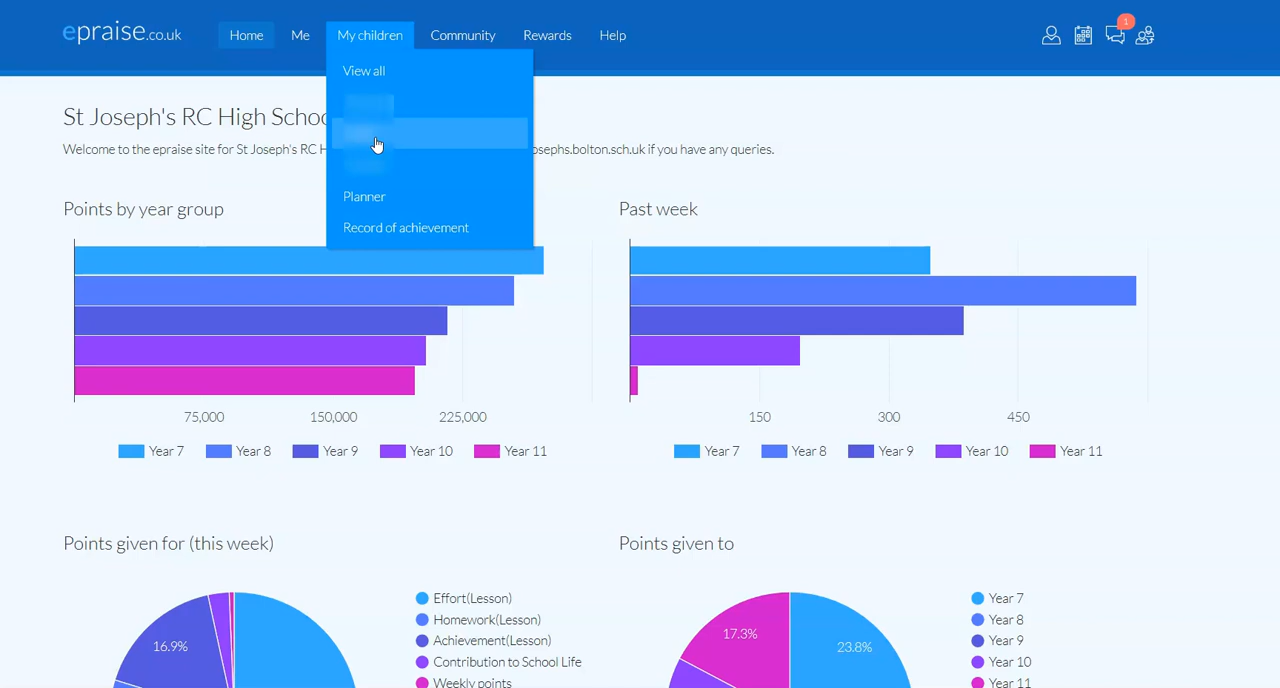 epraise.co.uk
Home Me My children Community Rewards Help
1
View all
Planner
Record of achievement
St Joseph's RC High
Welcome to the epraise site for St Joseph's RC osephs.bolton.sch.uk if you have any queries.
Points by year group
75,000 150,000 225,000
Year 7 Year 8 Year 9 Year 10 Year 11
Past week
150 300 450
Year 7 Year 8 Year 9 Year 10 Year 11
Points given for (this week)
16.9%
Effort(Lesson)
Homework(Lesson)
Achievement(Lesson)
Contribution to School Life
Weekly points
Points given to
17.3%
23.8%
Year 7
Year 8
Year 9
Year 10
Year 11